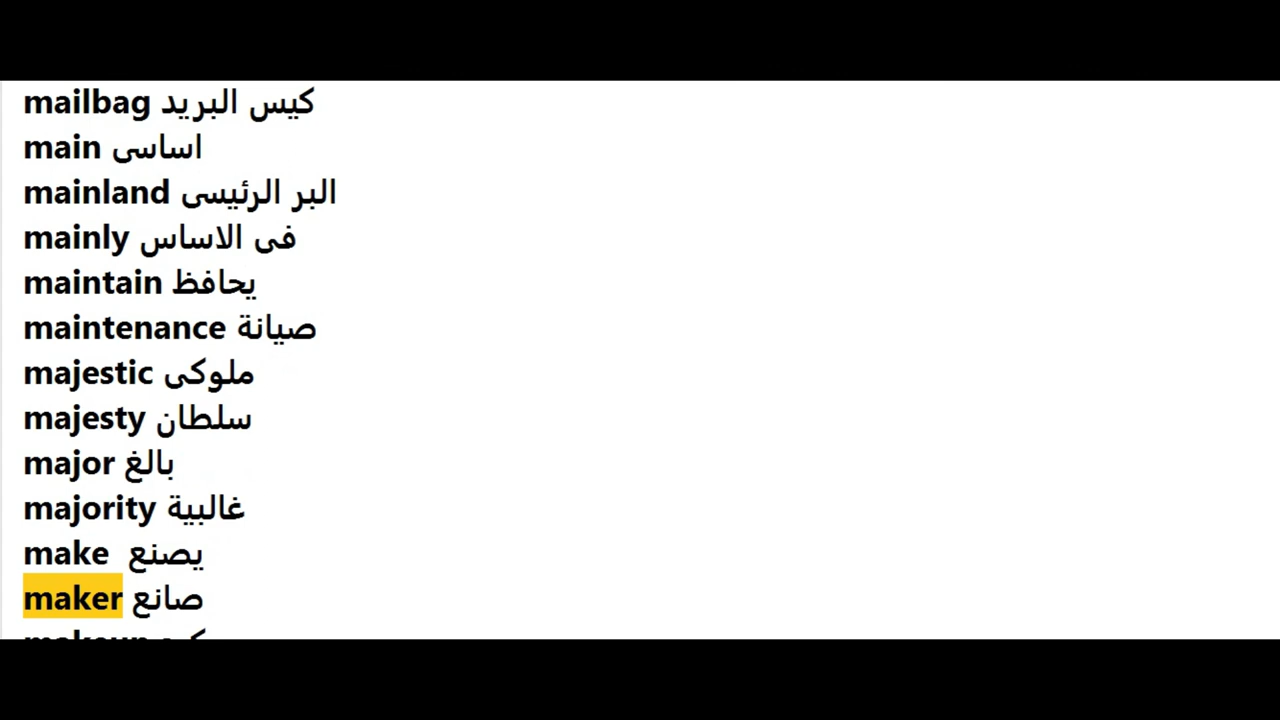 mailbag كيس البريد
main اساسى
mainland البر الرئيسى
mainly فى الاساس
maintain يحافظ
maintenance صيانة
majestic ملوكى
majesty سلطان
major بالغ
majority غالبية
make يصنع
maker صانع